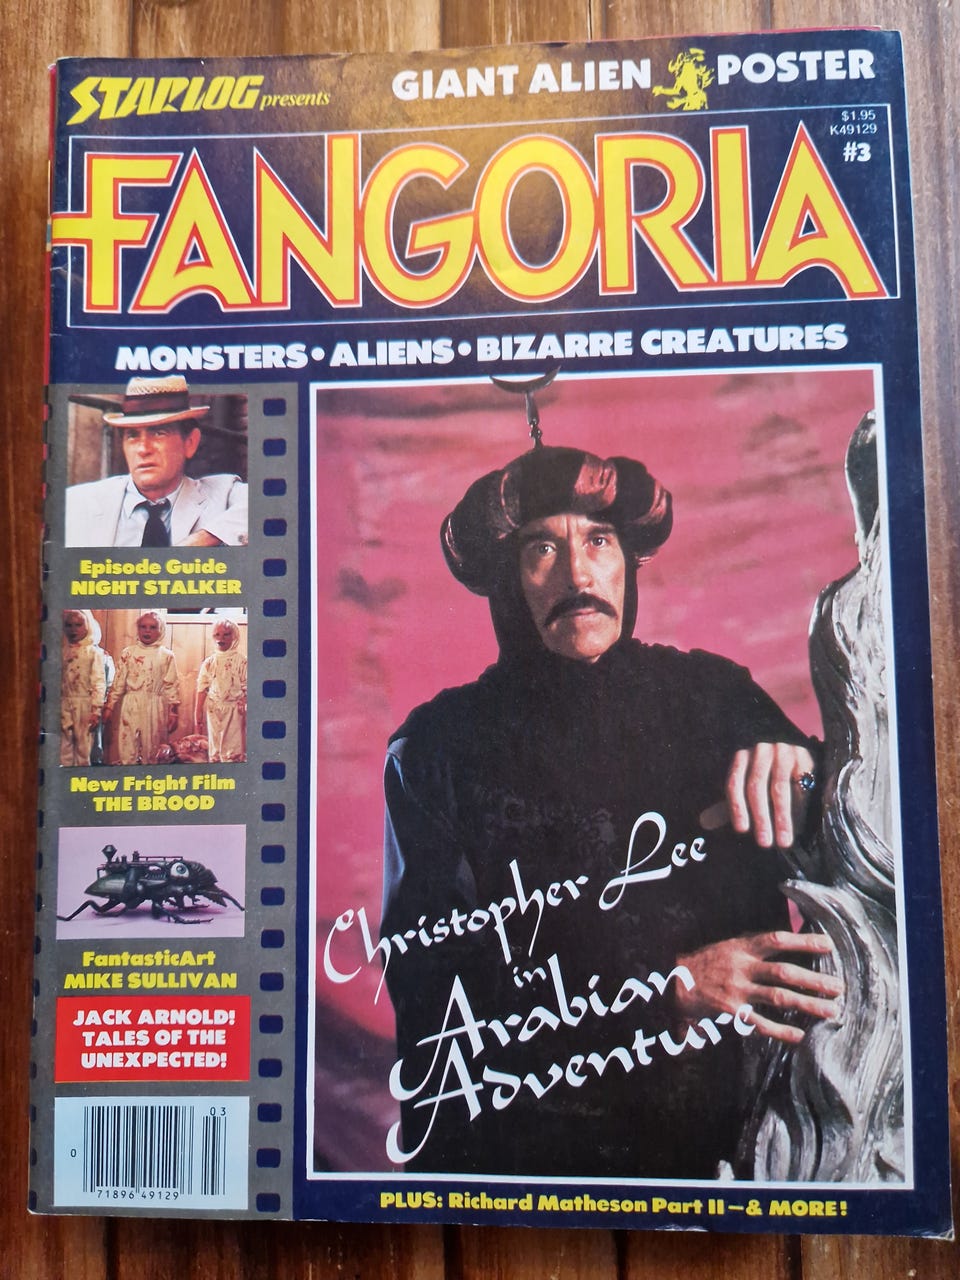 STARLOG presents
GIANT ALIEN POSTER
$1.95
K49129
#3
FANGORIA
MONSTERS • ALIENS • BIZARRE CREATURES
Episode Guide
NIGHT STALKER
New Fright Film
THE BROOD
FantasticArt
MIKE SULLIVAN
JACK ARNOLD!
TALES OF THE
UNEXPECTED!
03
0
71896 49129
Christopher Lee
in
Arabian
Adventure
PLUS: Richard Matheson Part II—& MORE!